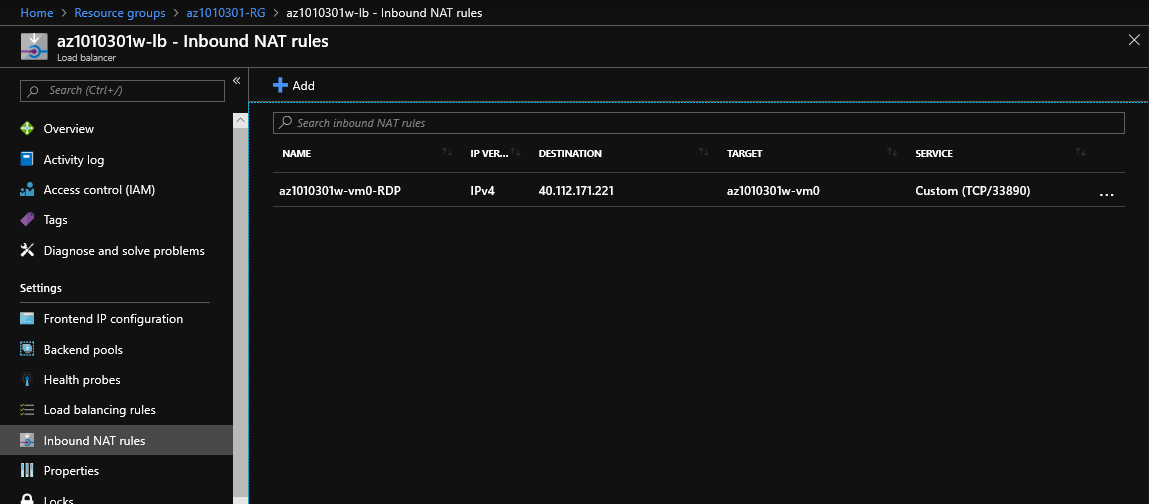 Home > Resource groups > az1010301-RG > az1010301w-lb - Inbound NAT rules
az1010301w-lb - Inbound NAT rules
Load balancer
Search (Ctrl+/)
«
Overview
Activity log
Access control (IAM)
Tags
Diagnose and solve problems
Settings
Frontend IP configuration
Backend pools
Health probes
Load balancing rules
Inbound NAT rules
Properties
Locks
Add
Search inbound NAT rules
NAME IP VER... DESTINATION TARGET SERVICE
az1010301w-vm0-RDP IPv4 40.112.171.221 az1010301w-vm0 Custom (TCP/33890) ...